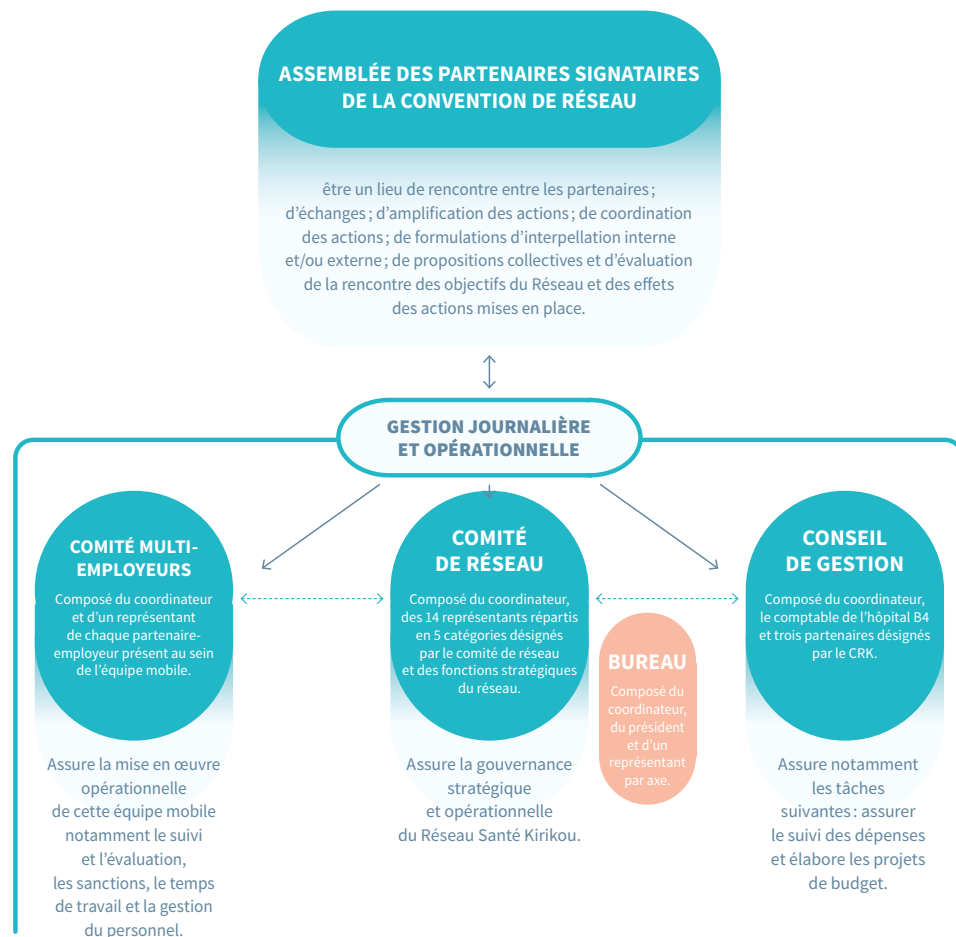 ASSEMBLÉE DES PARTENAIRES SIGNATAIRES
DE LA CONVENTION DE RÉSEAU
être un lieu de rencontre entre les partenaires ;
d’échanges ; d’amplification des actions ; de coordination
des actions ; de formulations d’interpellation interne
et/ou externe ; de propositions collectives et d’évaluation
de la rencontre des objectifs du Réseau et des effets
des actions mises en place.
GESTION JOURNALIÈRE
ET OPÉRATIONNELLE
COMITÉ MULTI-
EMPLOYEURS
Composé du coordinateur
et d’un représentant
de chaque partenaire-
employeur présent au sein
de l’équipe mobile.
Assure la mise en œuvre
opérationnelle
de cette équipe mobile
notamment le suivi
et l’évaluation,
les sanctions, le temps
de travail et la gestion
du personnel.
COMITÉ
DE RÉSEAU
Composé du coordinateur,
des 14 représentants répartis
en 5 catégories désignés
par le comité de réseau
et des fonctions stratégiques
du réseau.
Assure la gouvernance
stratégique
et opérationnelle
du Réseau Santé Kirikou.
BUREAU
Composé du
coordinateur,
du président
et d’un
représentant
par axe.
CONSEIL
DE GESTION
Composé du coordinateur,
le comptable de l’hôpital B4
et trois partenaires désignés
par le CRK.
Assure notamment
les tâches
suivantes : assurer
le suivi des dépenses
et élabore les projets
de budget.